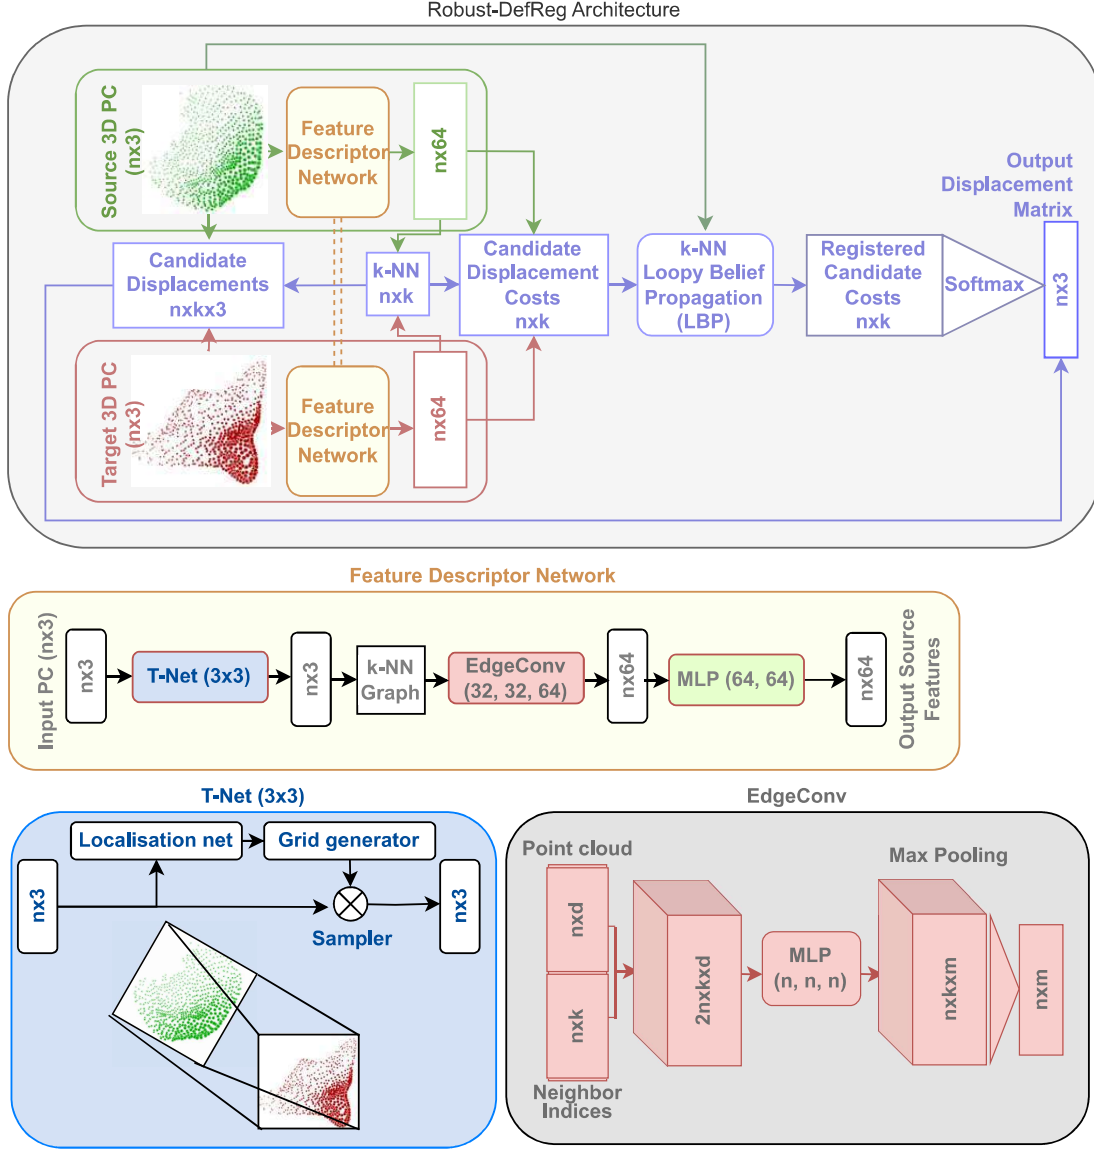 Robust-DefReg Architecture
Source 3D PC
(nx3)
Feature
Descriptor
Network
nx64
Output
Displacement
Matrix
Candidate
Displacements
nxkx3
k-NN
nxk
Candidate
Displacement
Costs
nxk
k-NN
Loopy Belief
Propagation
(LBP)
Registered
Candidate
Costs
nxk
Softmax
nx3
Target 3D PC
(nx3)
Feature
Descriptor
Network
nx64
Feature Descriptor Network
Input PC (nx3)
nx3
T-Net (3x3)
nx3
k-NN
Graph
EdgeConv
(32, 32, 64)
nx64
MLP (64, 64)
nx64
Output Source
Features
T-Net (3x3)
Localisation net
Grid generator
nx3
Sampler
nx3
EdgeConv
Point cloud
nxd
nxk
Neighbor
Indices
2nxkxd
MLP
(n, n, n)
Max Pooling
nxkxm
nxm